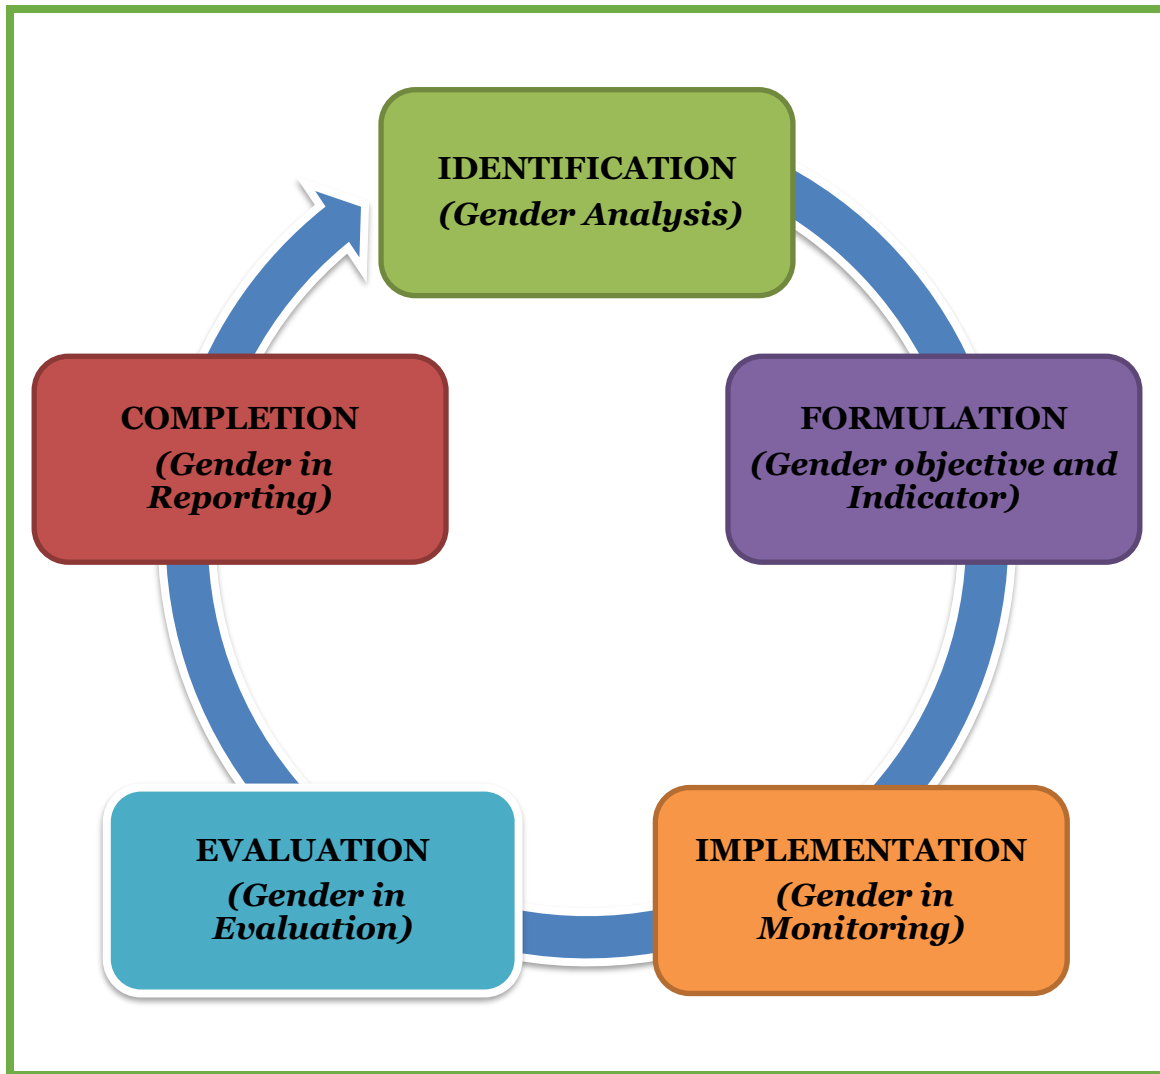 IDENTIFICATION
(Gender Analysis)
FORMULATION
(Gender objective and
Indicator)
IMPLEMENTATION
(Gender in
Monitoring)
EVALUATION
(Gender in
Evaluation)
COMPLETION
(Gender in
Reporting)